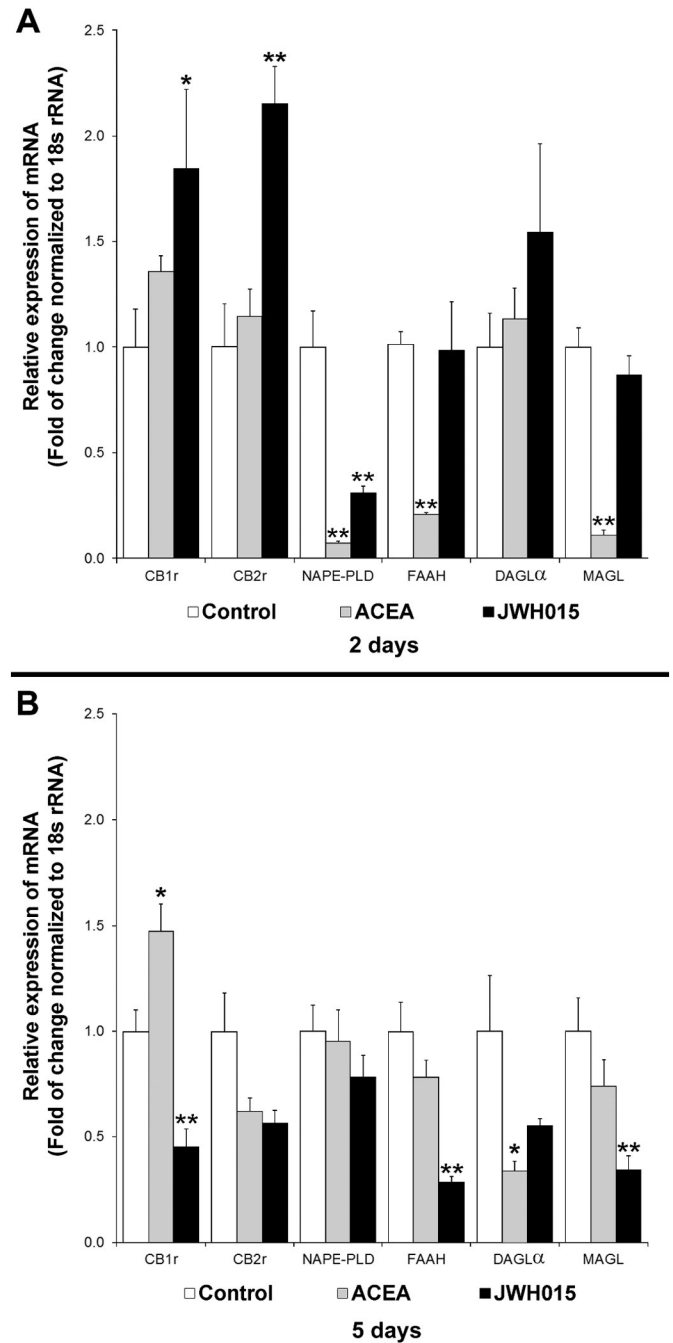 A
Relative expression of mRNA
(Fold of change normalized to 18s rRNA)
2.5
2.0
1.5
1.0
0.5
0.0
* ** ** ** ** **
CB1r CB2r NAPE-PLD FAAH DAGLα MAGL
Control ACEA JWH015
2 days
B
Relative expression of mRNA
(Fold of change normalized to 18s rRNA)
2.5
2.0
1.5
1.0
0.5
0.0
* ** ** * **
CB1r CB2r NAPE-PLD FAAH DAGLα MAGL
Control ACEA JWH015
5 days